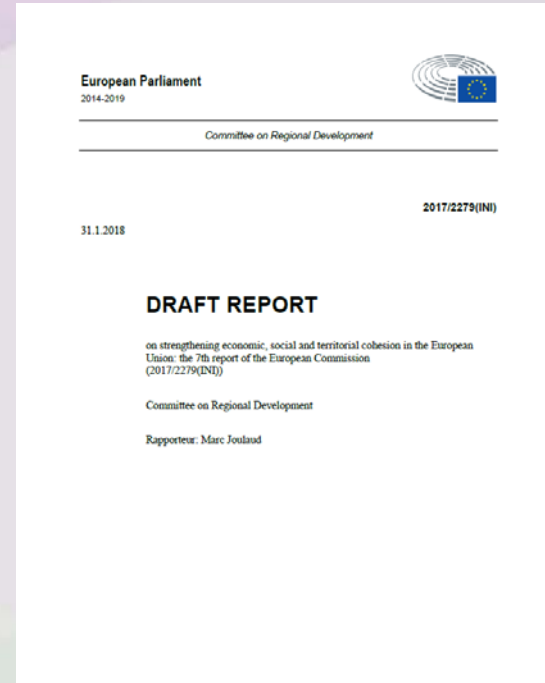 European Parliament
2014-2019
Committee on Regional Development
2017/2279(INI)
31.1.2018
DRAFT REPORT
on strengthening economic, social and territorial cohesion in the European
Union: the 7th report of the European Commission
(2017/2279(INI))
Committee on Regional Development
Rapporteur: Marc Joulaud